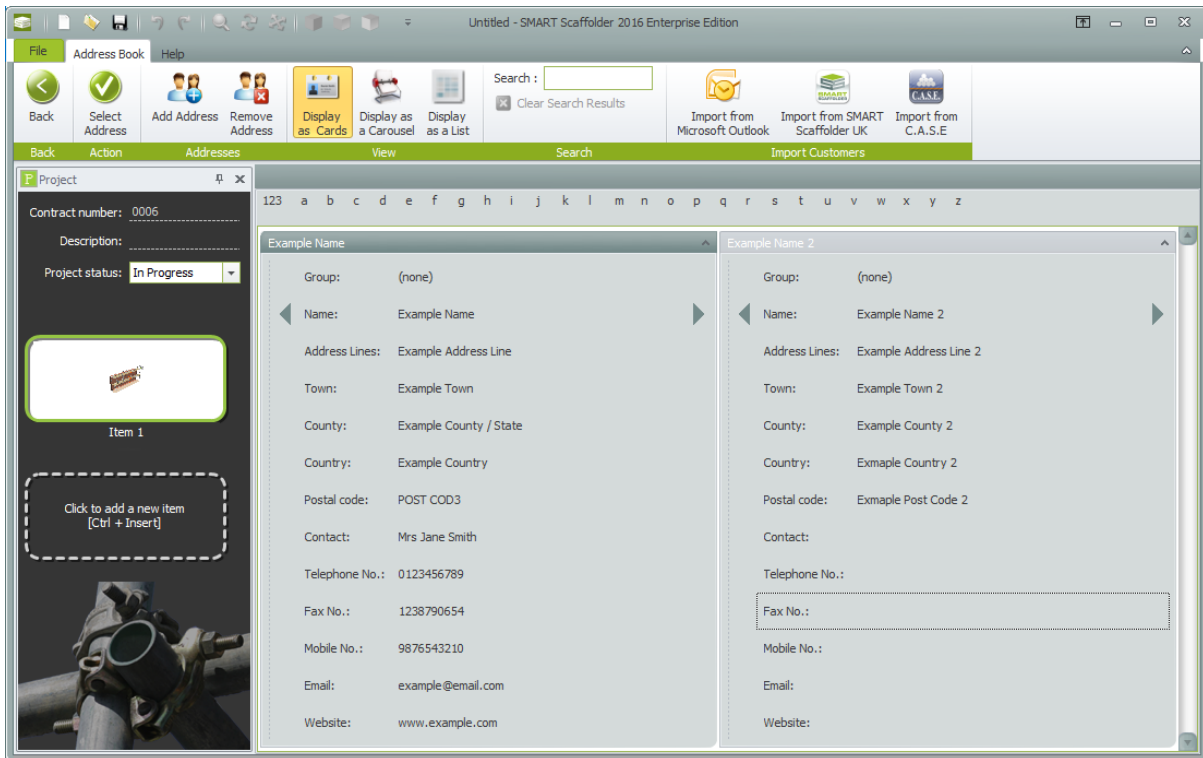 Untitled - SMART Scaffolder 2016 Enterprise Edition
File Address Book Help
Back
Select Address
Add Address
Remove Address
Display as Cards
Display as a Carousel
Display as a List
Search :
Clear Search Results
Import from Microsoft Outlook
SMART
Import from SMART Scaffolder UK
C.A.S.E.
Import from C.A.S.E
Back Action Addresses View Search Import Customers
P Project
Contract number: 0006
Description:
Project status: In Progress
Item 1
Click to add a new item
[Ctrl + Insert]
123 a b c d e f g h i j k l m n o p q r s t u v w x y z
Example Name
Group: (none)
Name: Example Name
Address Lines: Example Address Line
Town: Example Town
County: Example County / State
Country: Example Country
Postal code: POST COD3
Contact: Mrs Jane Smith
Telephone No.: 0123456789
Fax No.: 1238790654
Mobile No.: 9876543210
Email: example@email.com
Website: www.example.com
Example Name 2
Group: (none)
Name: Example Name 2
Address Lines: Example Address Line 2
Town: Example Town 2
County: Example County 2
Country: Exmaple Country 2
Postal code: Exmaple Post Code 2
Contact:
Telephone No.:
Fax No.:
Mobile No.:
Email:
Website: